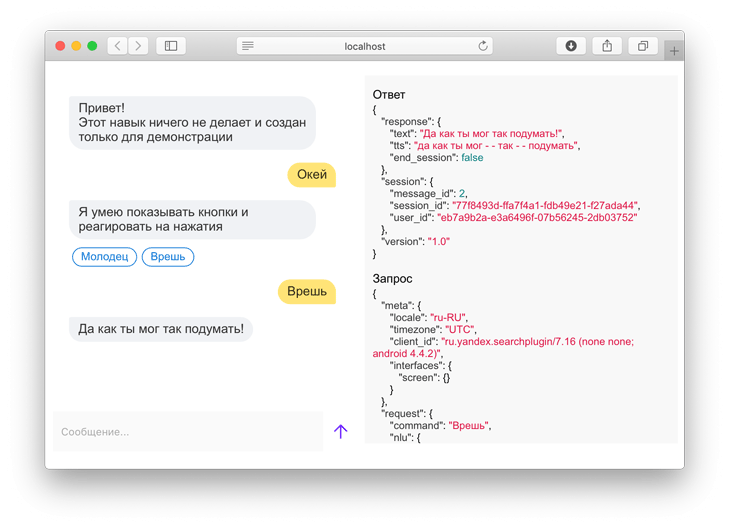 localhost
Привет!
Этот навык ничего не делает и создан
только для демонстрации
Окей
Я умею показывать кнопки и
реагировать на нажатия
Молодец Врешь
Врешь
Да как ты мог так подумать!
Сообщение...
Ответ
{
"response": {
"text": "Да как ты мог так подумать!",
"tts": "да как ты мог - - так - - подумать",
"end_session": false
},
"session": {
"message_id": 2,
"session_id": "77f8493d-ffa7f4a1-fdb49e21-f27ada44",
"user_id": "eb7a9b2a-e3a6496f-07b56245-2db03752"
},
"version": "1.0"
}
Запрос
{
"meta": {
"locale": "ru-RU",
"timezone": "UTC",
"client_id": "ru.yandex.searchplugin/7.16 (none none;
android 4.4.2)",
"interfaces": {
"screen": {}
}
},
"request": {
"command": "Врешь",
"nlu": {